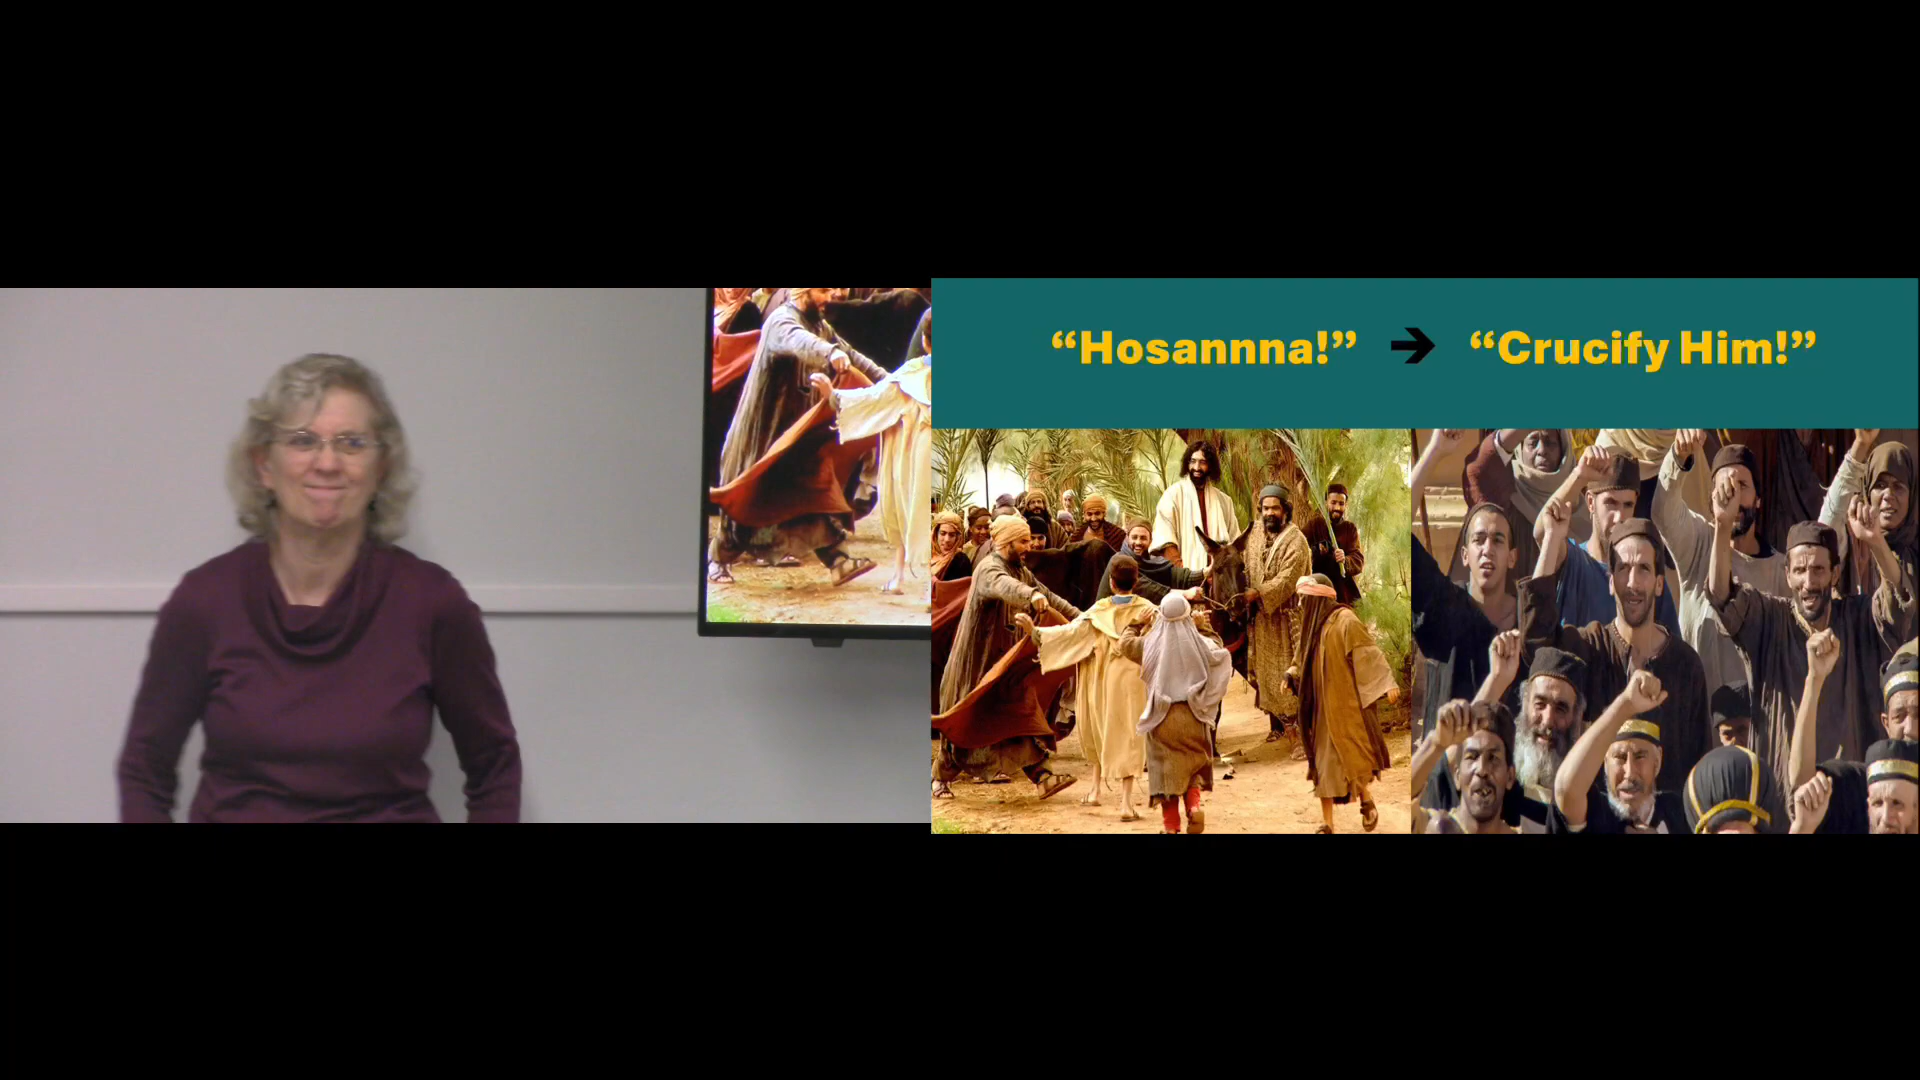 “Hosannna!” → “Crucify Him!”